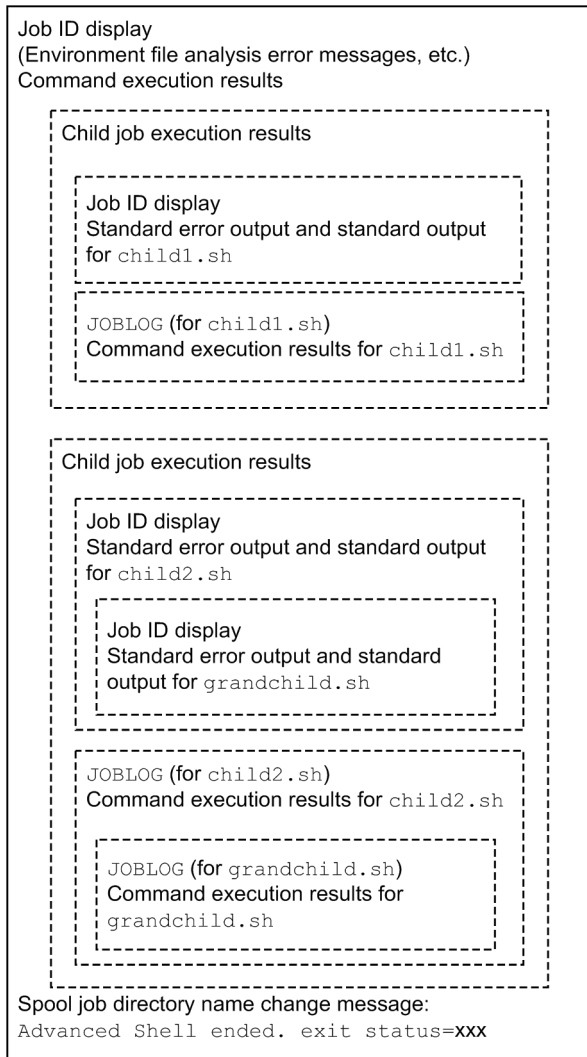 Job ID display
(Environment file analysis error messages, etc.)
Command execution results
Child job execution results
Job ID display
Standard error output and standard output
for child1.sh
JOBLOG (for child1.sh)
Command execution results for child1.sh
Child job execution results
Job ID display
Standard error output and standard output
for child2.sh
Job ID display
Standard error output and standard
output for grandchild.sh
JOBLOG (for child2.sh)
Command execution results for child2.sh
JOBLOG (for grandchild.sh)
Command execution results for
grandchild.sh
Spool job directory name change message:
Advanced Shell ended. exit status=xxx